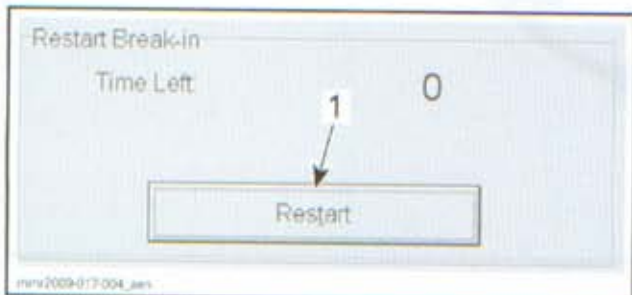 Restart Break-in
Time Left
0
1
Restart
mmr2009-017-004_aen